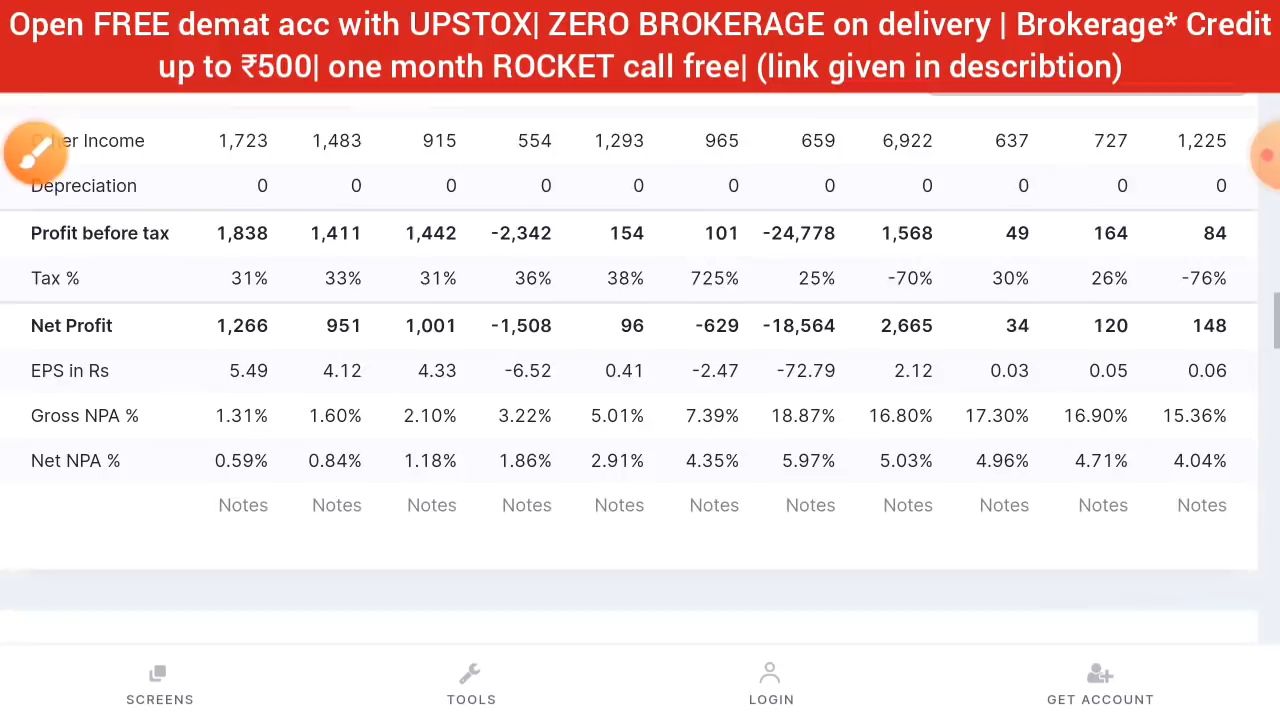 Open FREE demat acc with UPSTOX| ZERO BROKERAGE on delivery | Brokerage* Credit
up to ₹500| one month ROCKET call free| (link given in describtion)
er Income 1,723 1,483 915 554 1,293 965 659 6,922 637 727 1,225
Depreciation 0 0 0 0 0 0 0 0 0 0 0
Profit before tax 1,838 1,411 1,442 -2,342 154 101 -24,778 1,568 49 164 84
Tax % 31% 33% 31% 36% 38% 725% 25% -70% 30% 26% -76%
Net Profit 1,266 951 1,001 -1,508 96 -629 -18,564 2,665 34 120 148
EPS in Rs 5.49 4.12 4.33 -6.52 0.41 -2.47 -72.79 2.12 0.03 0.05 0.06
Gross NPA % 1.31% 1.60% 2.10% 3.22% 5.01% 7.39% 18.87% 16.80% 17.30% 16.90% 15.36%
Net NPA % 0.59% 0.84% 1.18% 1.86% 2.91% 4.35% 5.97% 5.03% 4.96% 4.71% 4.04%
Notes Notes Notes Notes Notes Notes Notes Notes Notes Notes Notes
SCREENS TOOLS LOGIN GET ACCOUNT